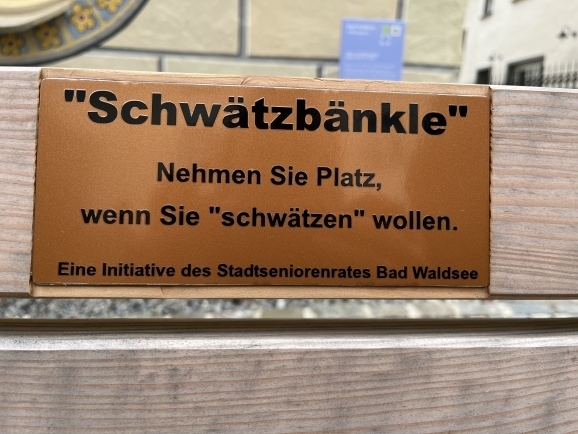 "Schwätzbänkle"
Nehmen Sie Platz,
wenn Sie "schwätzen" wollen.
Eine Initiative des Stadtseniorenrates Bad Waldsee